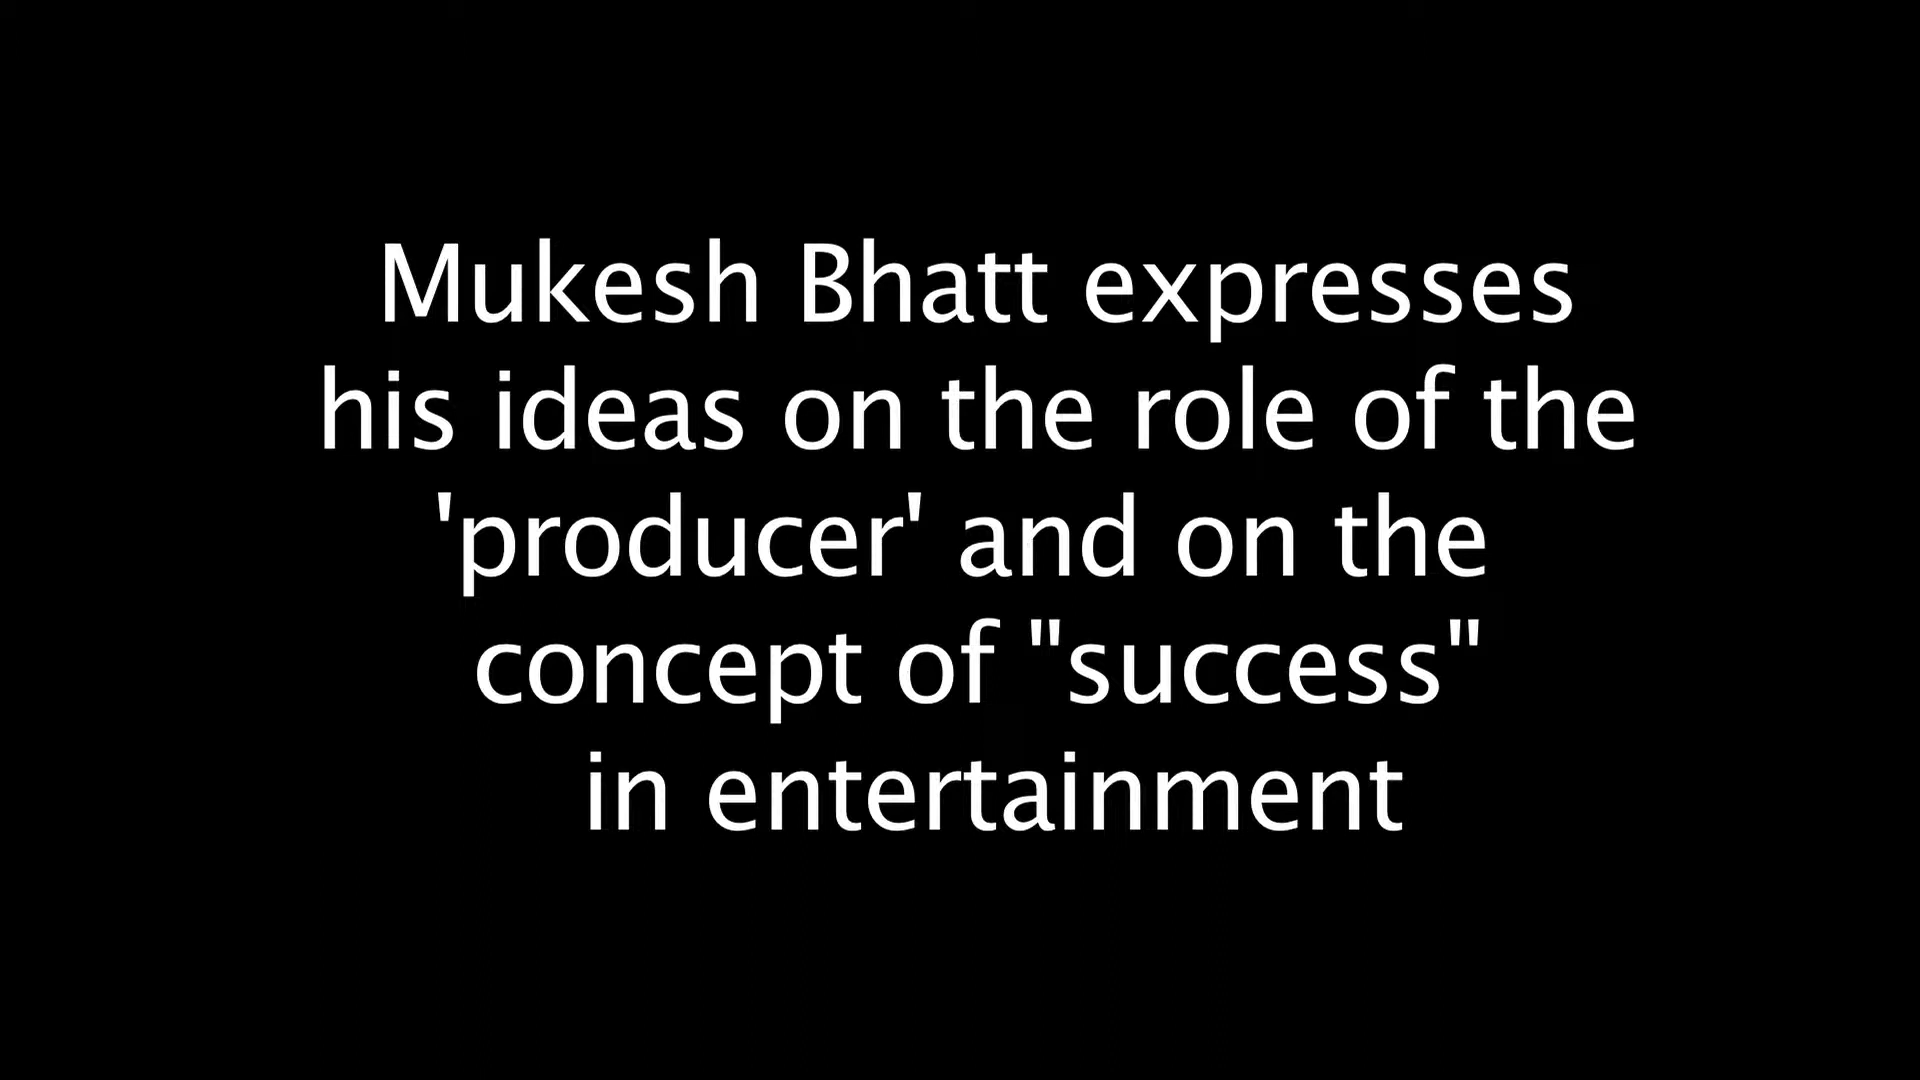 Mukesh Bhatt expresses
his ideas on the role of the
'producer' and on the
concept of "success"
in entertainment